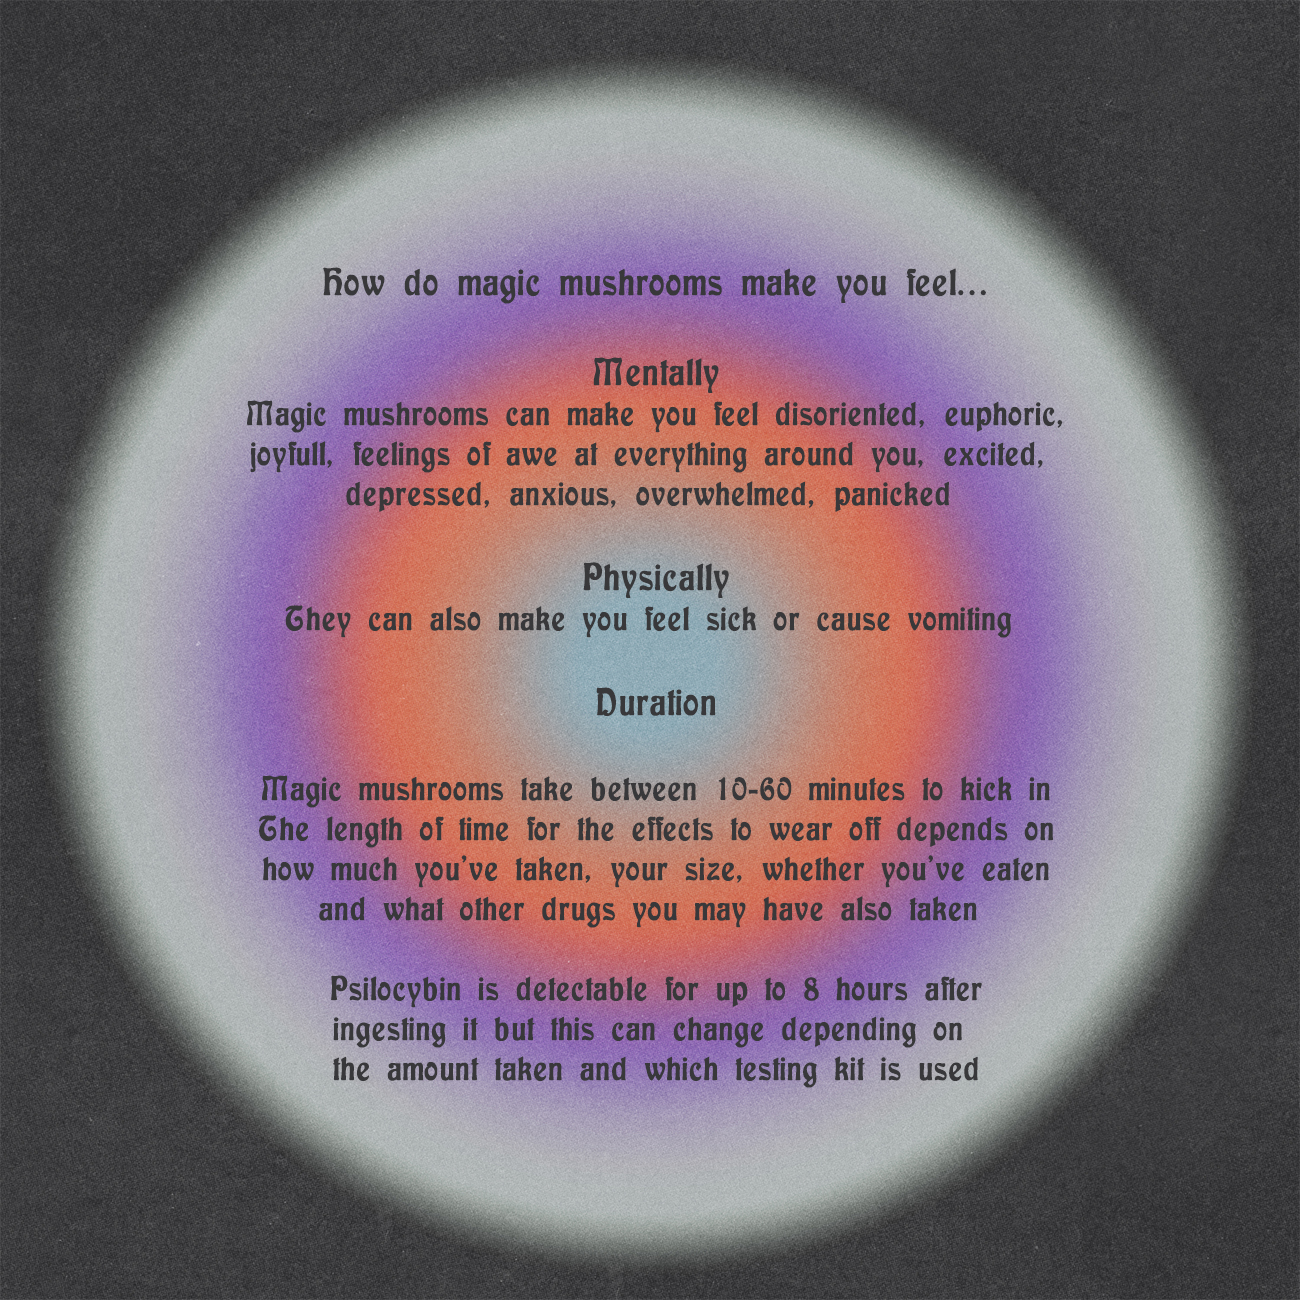 How do magic mushrooms make you feel...
Mentally
Magic mushrooms can make you feel disoriented, euphoric,
joyfull, feelings of awe at everything around you, excited,
depressed, anxious, overwhelmed, panicked
Physically
They can also make you feel sick or cause vomiting
Duration
Magic mushrooms take between 10-60 minutes to kick in
The length of time for the effects to wear off depends on
how much you've taken, your size, whether you've eaten
and what other drugs you may have also taken
Psilocybin is detectable for up to 8 hours after
ingesting it but this can change depending on
the amount taken and which testing kit is used